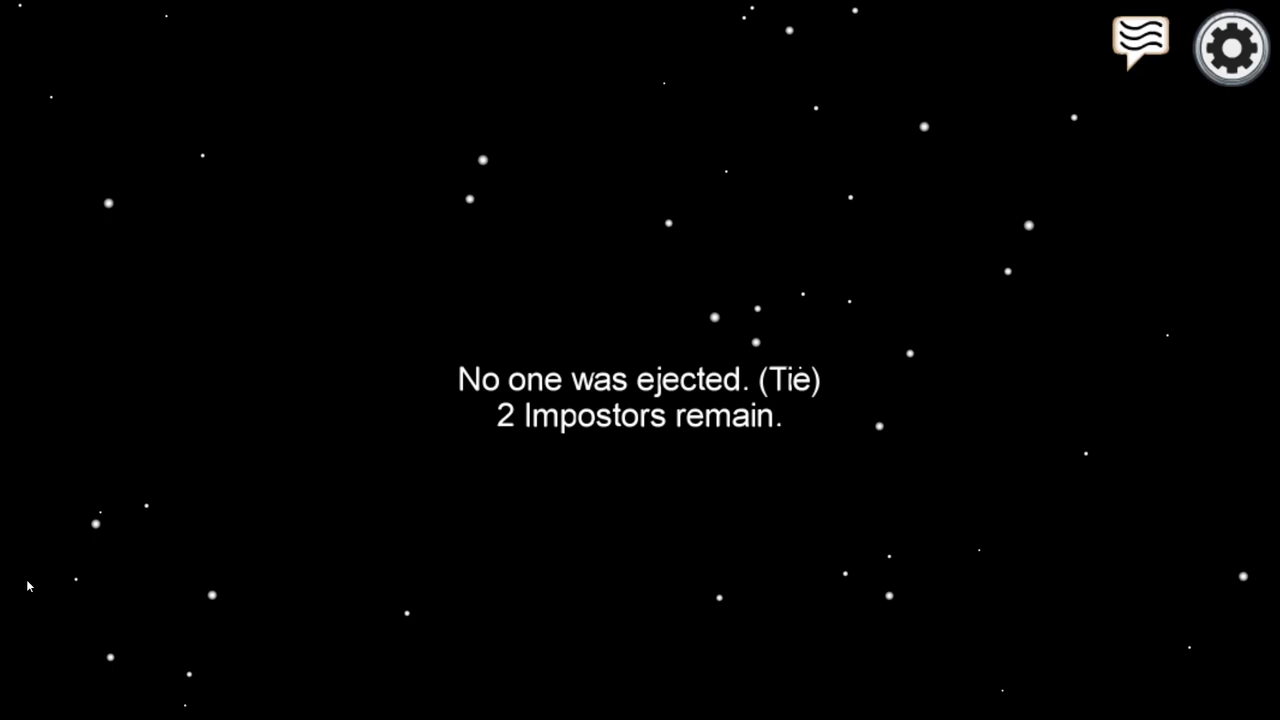 No one was ejected. (Tie)
2 Impostors remain.